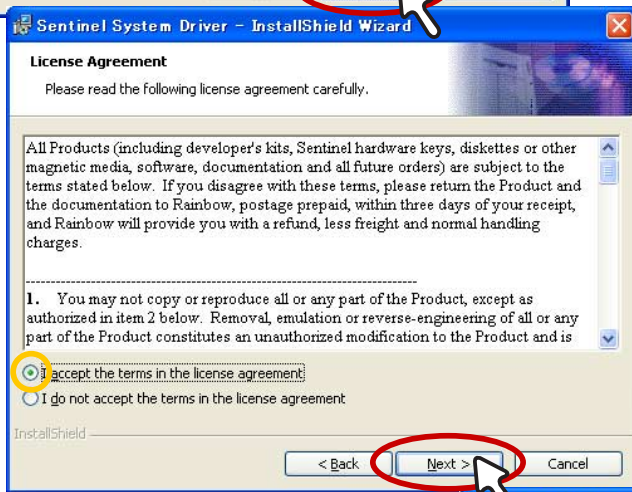 Sentinel System Driver - InstallShield Wizard
License Agreement
Please read the following license agreement carefully.
All Products (including developer's kits, Sentinel hardware keys, diskettes or other
magnetic media, software, documentation and all future orders) are subject to the
terms stated below. If you disagree with these terms, please return the Product and
the documentation to Rainbow, postage prepaid, within three days of your receipt,
and Rainbow will provide you with a refund, less freight and normal handling
charges.
1. You may not copy or reproduce all or any part of the Product, except as
authorized in item 2 below. Removal, emulation or reverse-engineering of all or any
part of the Product constitutes an unauthorized modification to the Product and is
I accept the terms in the license agreement
I do not accept the terms in the license agreement
InstallShield
< Back Next > Cancel